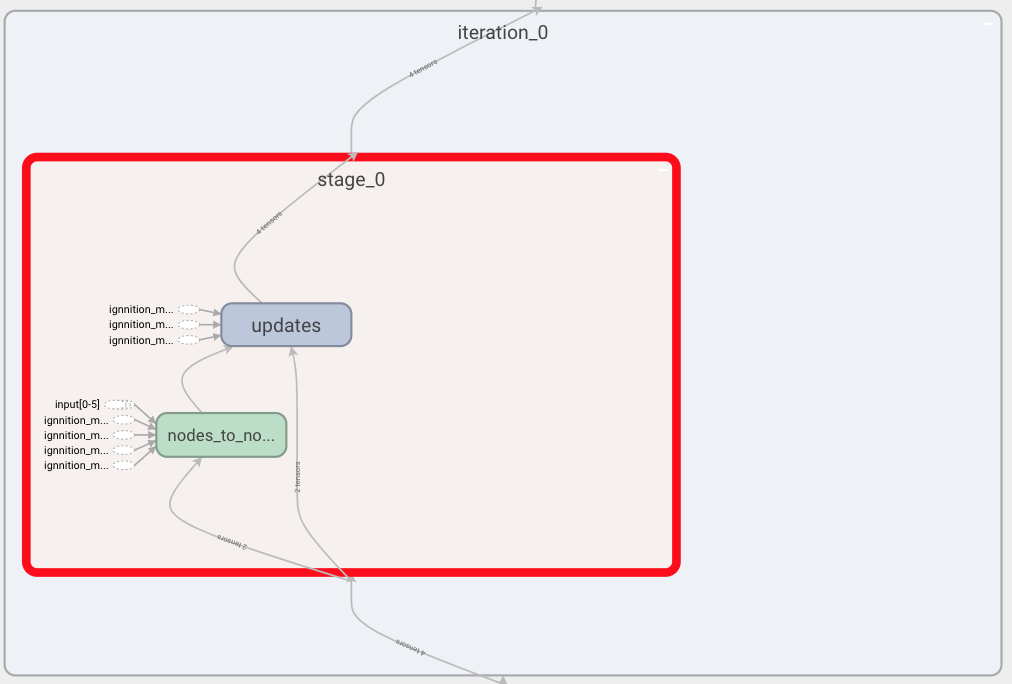 iteration_0
4 tensors
stage_0
4 tensors
ignnition_m...
updates
ignnition_m...
ignnition_m...
input[0-5]
ignnition_m...
ignnition_m...
nodes_to_no...
ignnition_m...
ignnition_m...
2 tensors
2 tensors
4 tensors